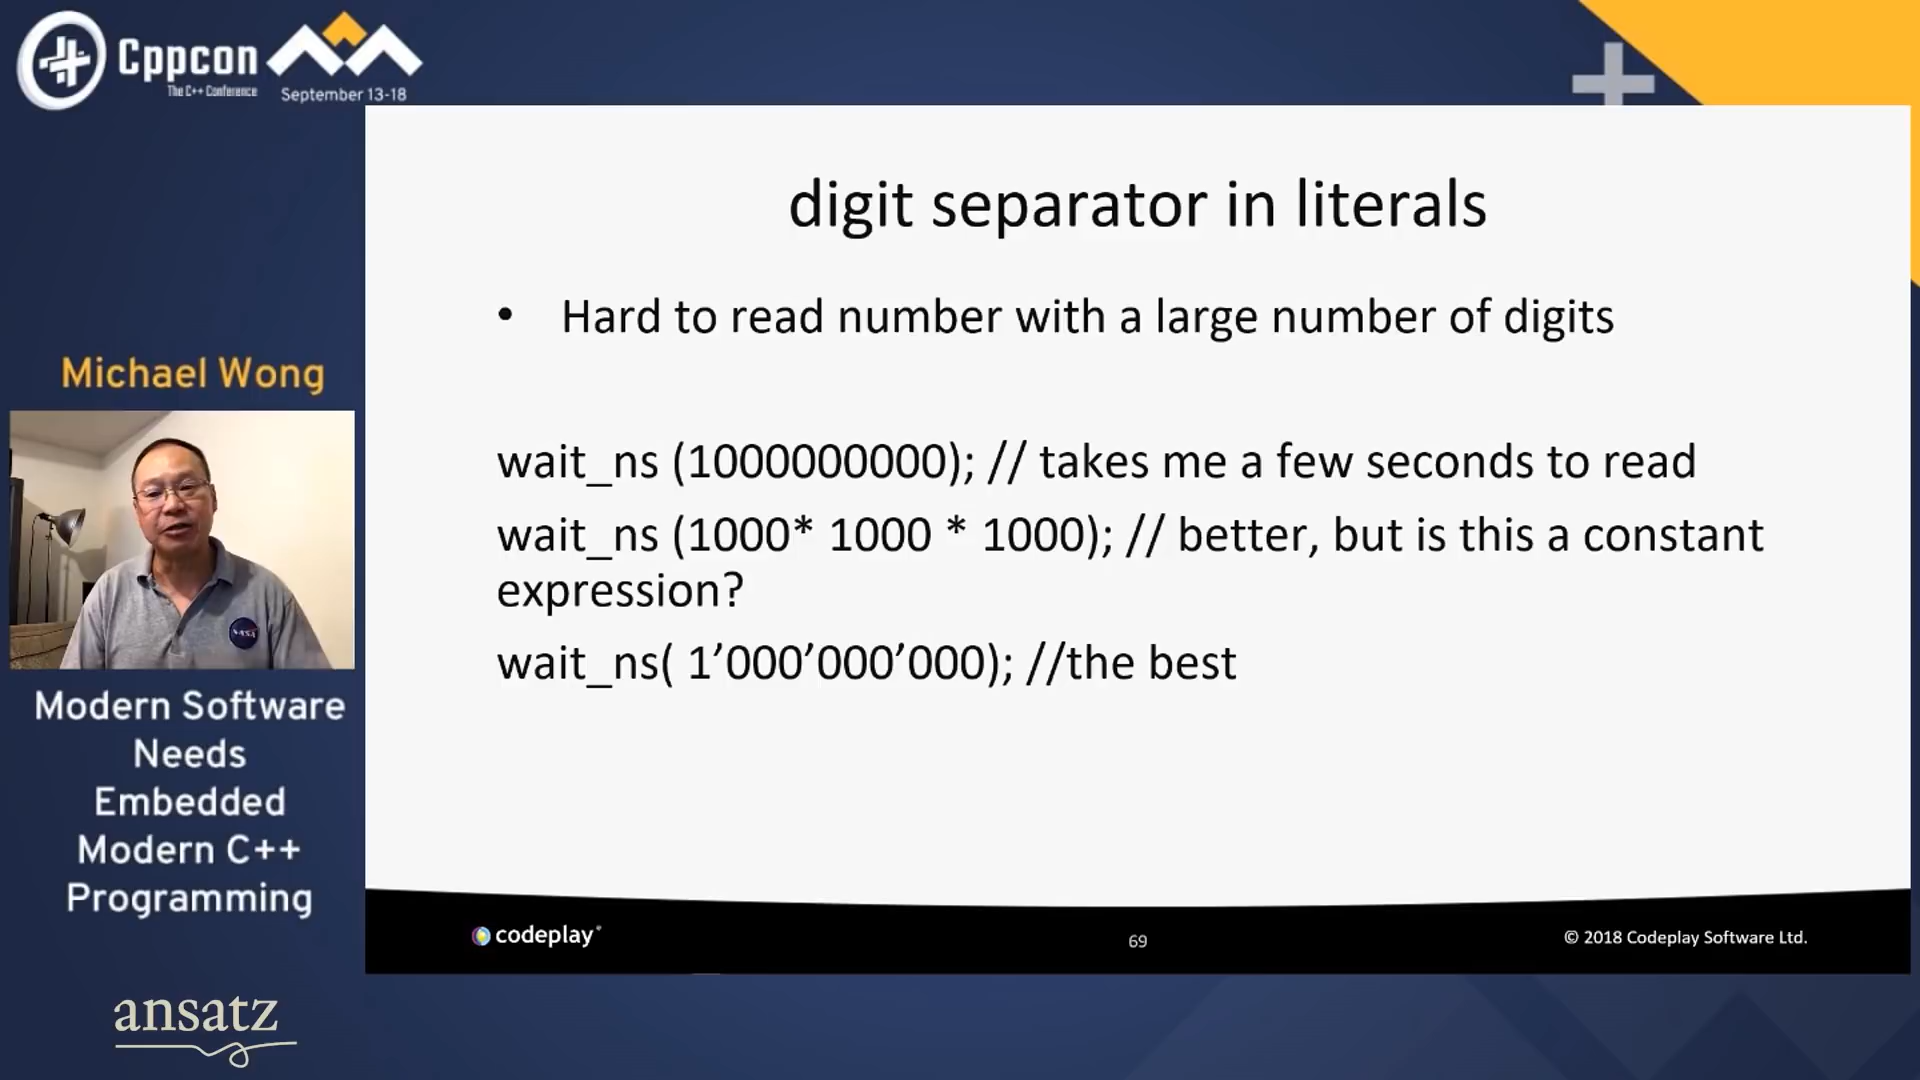 Cppcon
The C++ Conference
September 13-18
digit separator in literals
• Hard to read number with a large number of digits
wait_ns (1000000000); // takes me a few seconds to read
wait_ns (1000* 1000 * 1000); // better, but is this a constant
expression?
wait_ns( 1’000’000’000); //the best
Michael Wong
NASA
Modern Software
Needs
Embedded
Modern C++
Programming
codeplay
69
© 2018 Codeplay Software Ltd.
ansatz